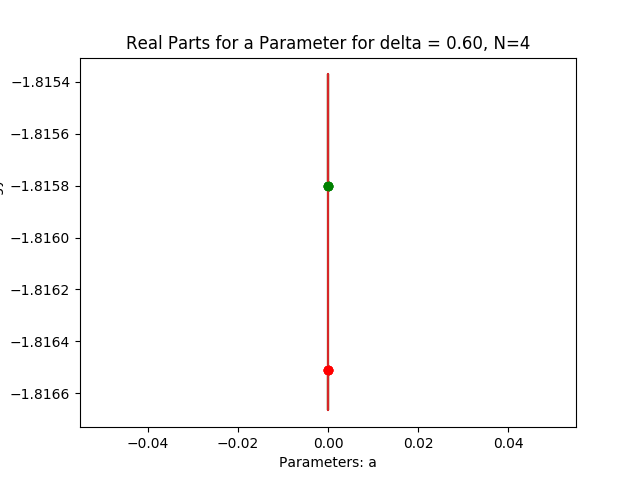 Real Parts for a Parameter for delta = 0.60, N=4
−1.8154
−1.8156
−1.8158
−1.8160
−1.8162
−1.8164
−1.8166
−0.04 −0.02 0.00 0.02 0.04
Parameters: a